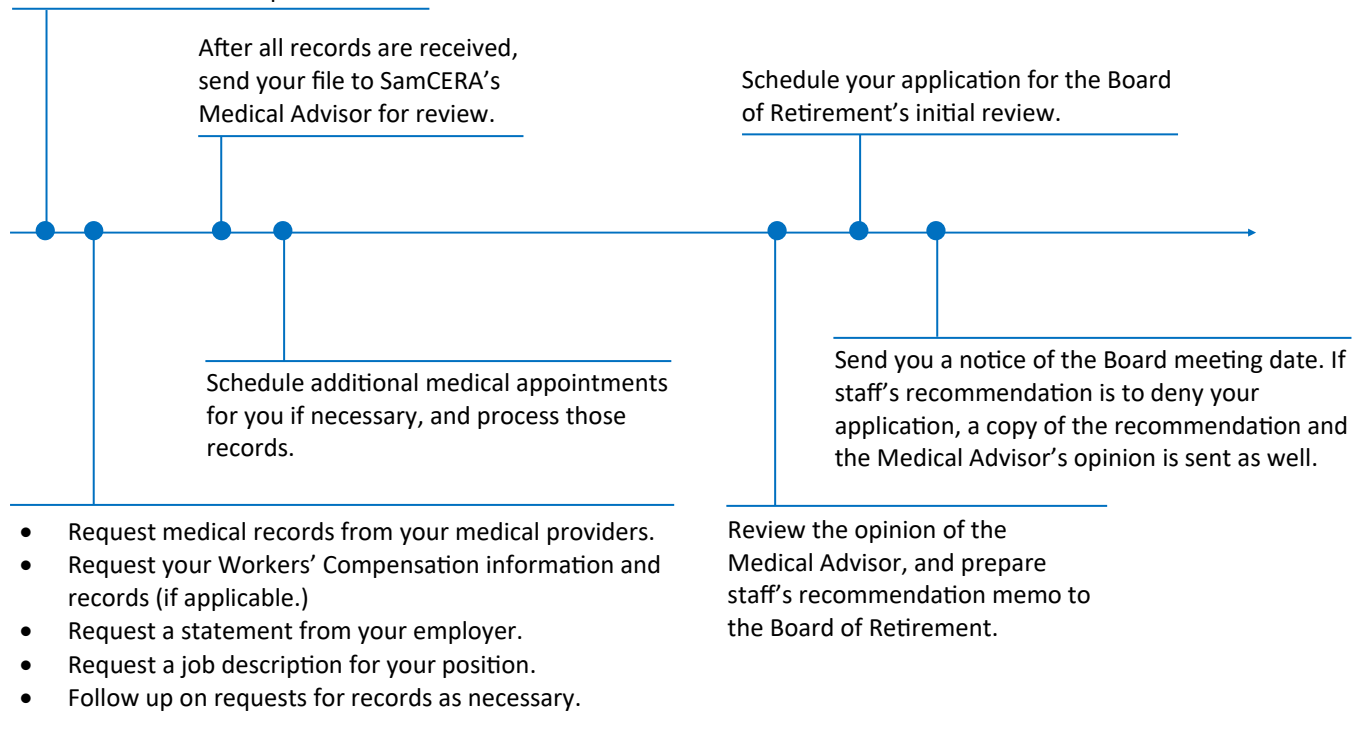 After all records are received,
send your file to SamCERA’s
Medical Advisor for review.
Schedule your application for the Board
of Retirement’s initial review.
Schedule additional medical appointments
for you if necessary, and process those
records.
Send you a notice of the Board meeting date. If
staff’s recommendation is to deny your
application, a copy of the recommendation and
the Medical Advisor’s opinion is sent as well.
• Request medical records from your medical providers.
• Request your Workers’ Compensation information and
records (if applicable.)
• Request a statement from your employer.
• Request a job description for your position.
• Follow up on requests for records as necessary.
Review the opinion of the
Medical Advisor, and prepare
staff’s recommendation memo to
the Board of Retirement.